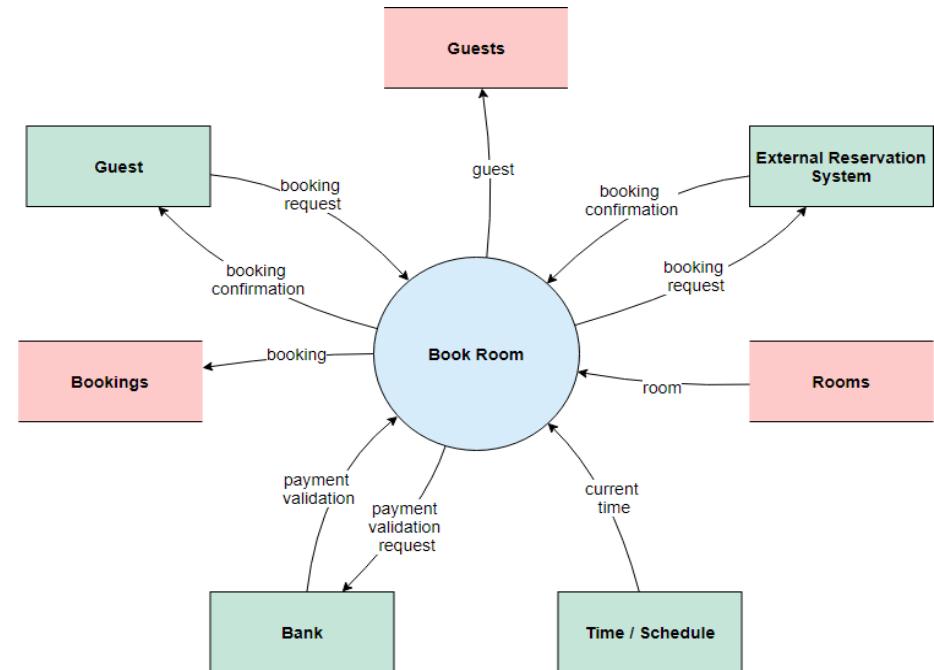 Guests
Guest
External Reservation
System
guest
booking
request
booking
confirmation
booking
confirmation
booking
request
Book Room
booking
Bookings
room
Rooms
payment
validation
payment
validation
request
current
time
Bank
Time / Schedule